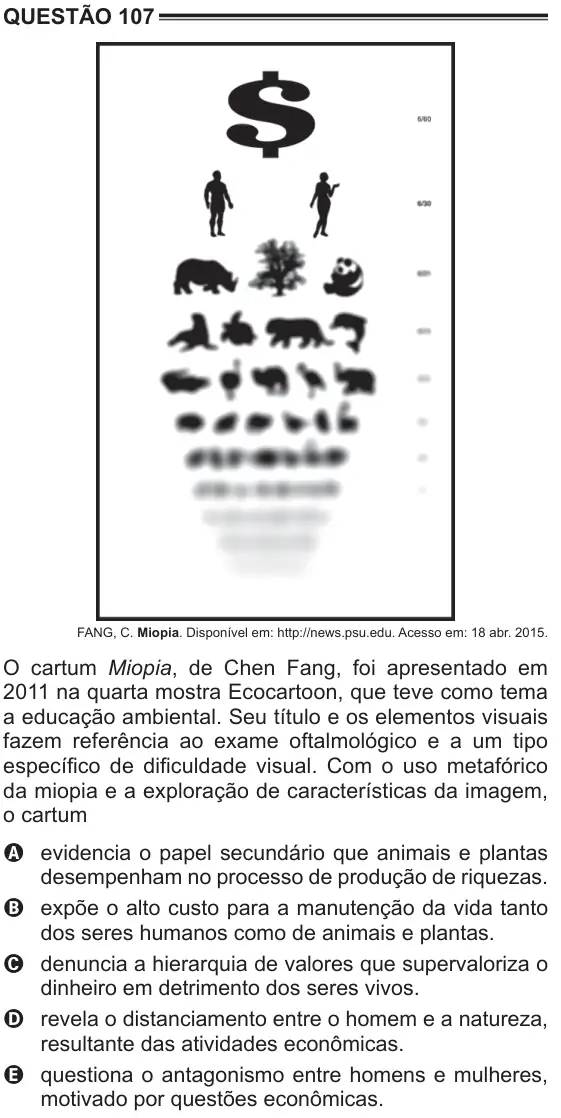 QUESTÃO 107
$
6/60
6/30
FANG, C. Miopia. Disponível em: http://news.psu.edu. Acesso em: 18 abr. 2015.
O cartum Miopia, de Chen Fang, foi apresentado em
2011 na quarta mostra Ecocartoon, que teve como tema
a educação ambiental. Seu título e os elementos visuais
fazem referência ao exame oftalmológico e a um tipo
específico de dificuldade visual. Com o uso metafórico
da miopia e a exploração de características da imagem,
o cartum
A evidencia o papel secundário que animais e plantas
desempenham no processo de produção de riquezas.
B expõe o alto custo para a manutenção da vida tanto
dos seres humanos como de animais e plantas.
C denuncia a hierarquia de valores que supervaloriza o
dinheiro em detrimento dos seres vivos.
D revela o distanciamento entre o homem e a natureza,
resultante das atividades econômicas.
E questiona o antagonismo entre homens e mulheres,
motivado por questões econômicas.